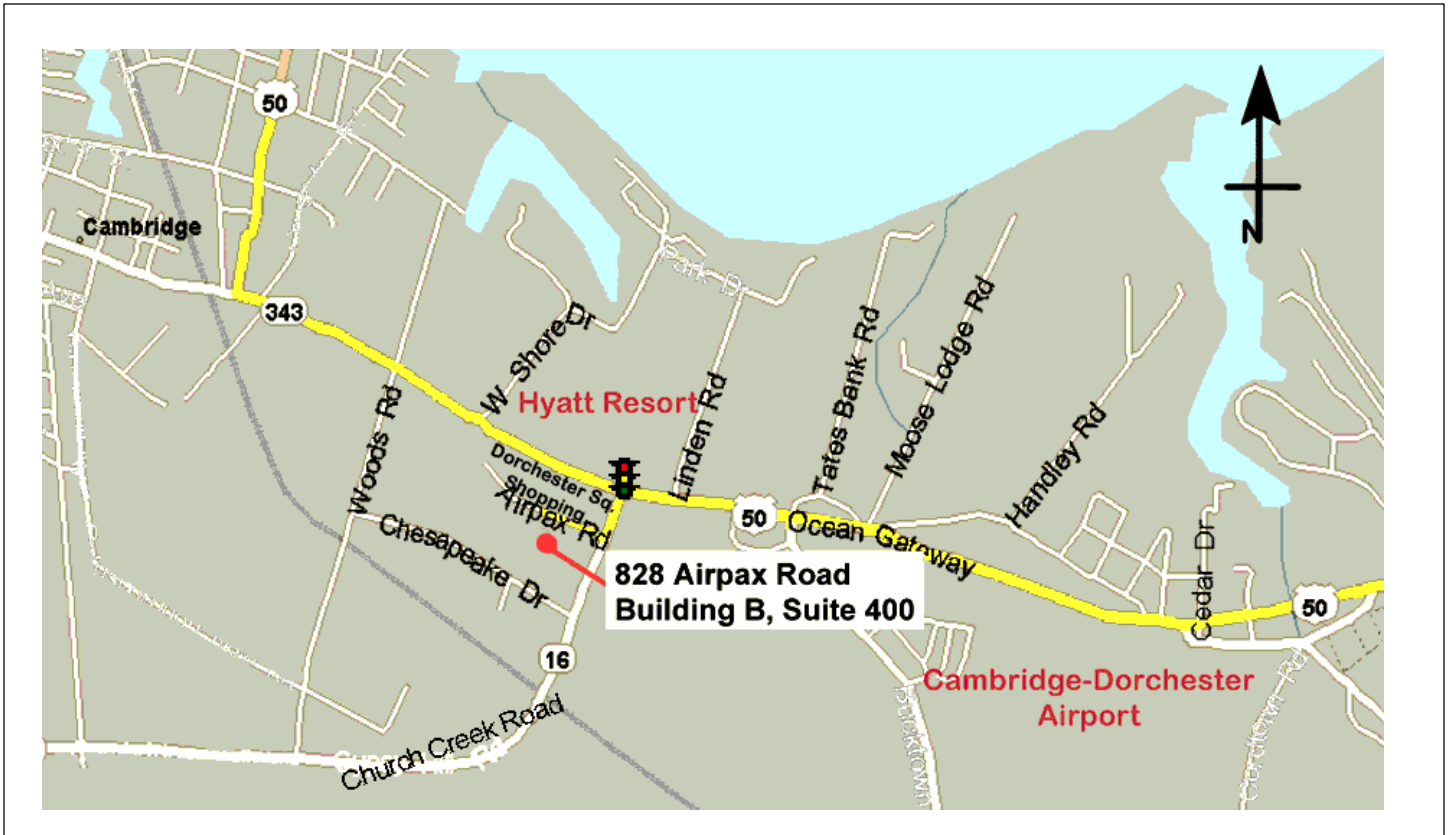 50
Cambridge
343
W Shore Dr
Park Dr
Hyatt Resort
Woods Rd
Linden Rd
Tates Bank Rd
Moose Lodge Rd
Handley Rd
N
Dorchester Sq.
Shopping
Airpax Rd
Chesapeake Dr
50
Ocean Gateway
828 Airpax Road
Building B, Suite 400
Cedar Dr
50
16
Church Creek Road
Cambridge-Dorchester
Airport